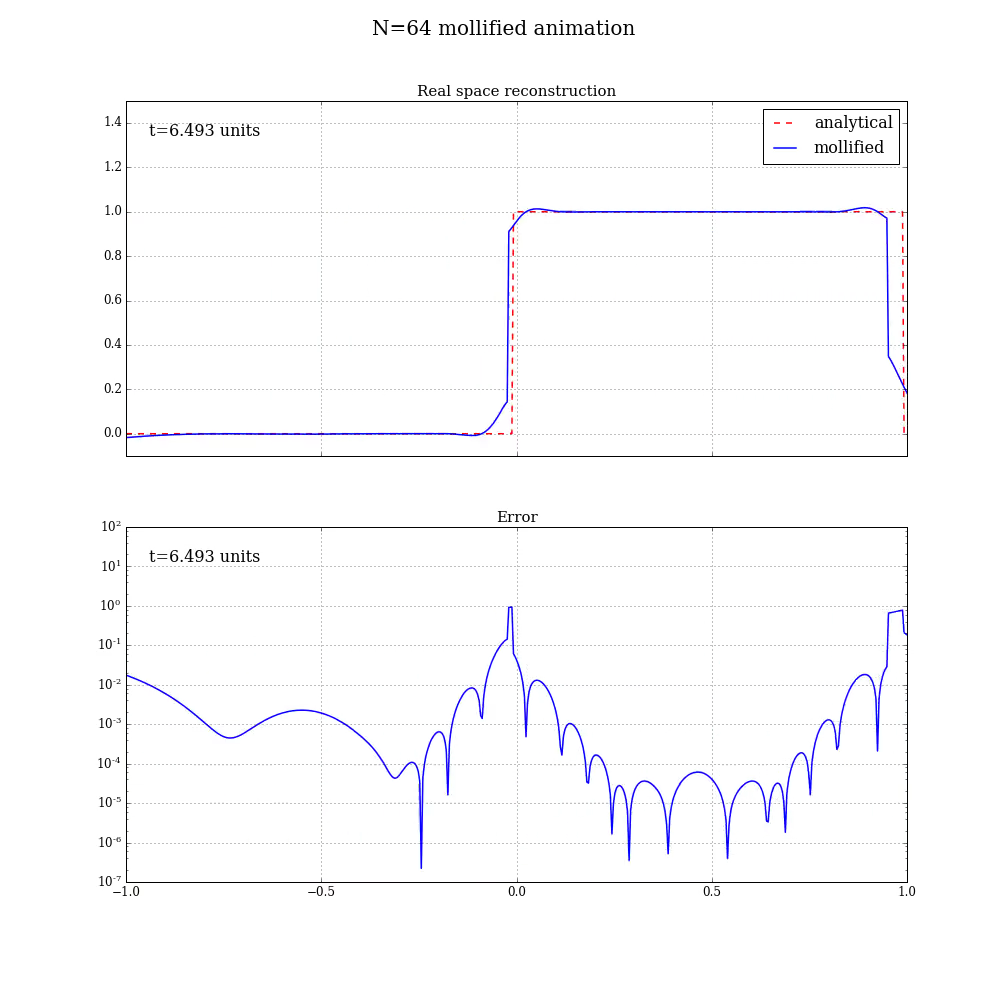 N=64 mollified animation
Real space reconstruction
1.4
1.2
1.0
0.8
0.6
0.4
0.2
0.0
t=6.493 units
analytical
mollified
Error
10²
10¹
10⁰
10⁻¹
10⁻²
10⁻³
10⁻⁴
10⁻⁵
10⁻⁶
10⁻⁷
t=6.493 units
−1.0 −0.5 0.0 0.5 1.0